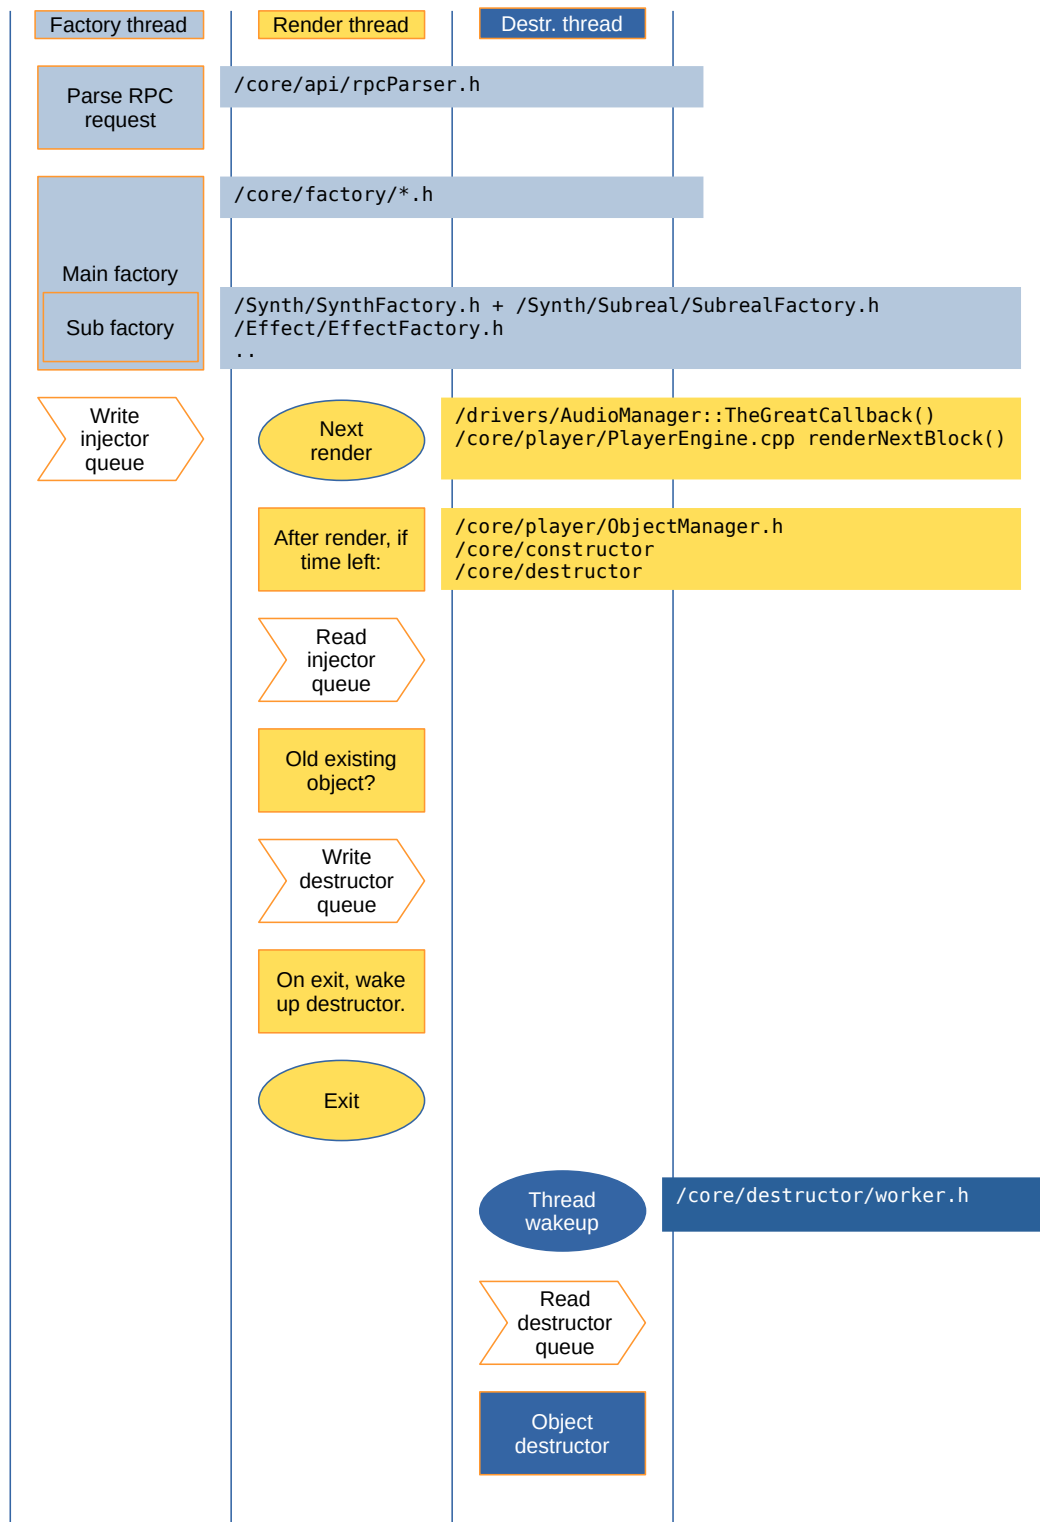 Factory thread
Render thread
Destr. thread
Parse RPC
request
/core/api/rpcParser.h
/core/factory/*.h
Main factory
Sub factory
/Synth/SynthFactory.h + /Synth/Subreal/SubrealFactory.h
/Effect/EffectFactory.h
..
Write
injector
queue
Next
render
/drivers/AudioManager::TheGreatCallback()
/core/player/PlayerEngine.cpp renderNextBlock()
After render, if
time left:
/core/player/ObjectManager.h
/core/constructor
/core/destructor
Read
injector
queue
Old existing
object?
Write
destructor
queue
On exit, wake
up destructor.
Exit
Thread
wakeup
/core/destructor/worker.h
Read
destructor
queue
Object
destructor